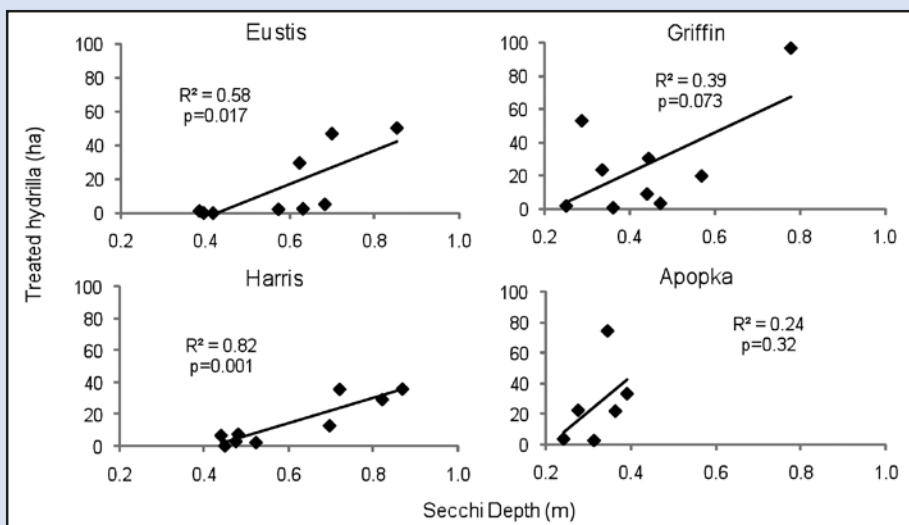 Eustis
100
80
60
40
20
0
R² = 0.58
p=0.017
0.2 0.4 0.6 0.8 1.0
Griffin
100
80
60
40
20
0
R² = 0.39
p=0.073
0.2 0.4 0.6 0.8 1.0
Treated hydrilla (ha)
Harris
100
80
60
40
20
0
R² = 0.82
p=0.001
0.2 0.4 0.6 0.8 1.0
Apopka
100
80
60
40
20
0
R² = 0.24
p=0.32
0.2 0.4 0.6 0.8 1.0
Secchi Depth (m)